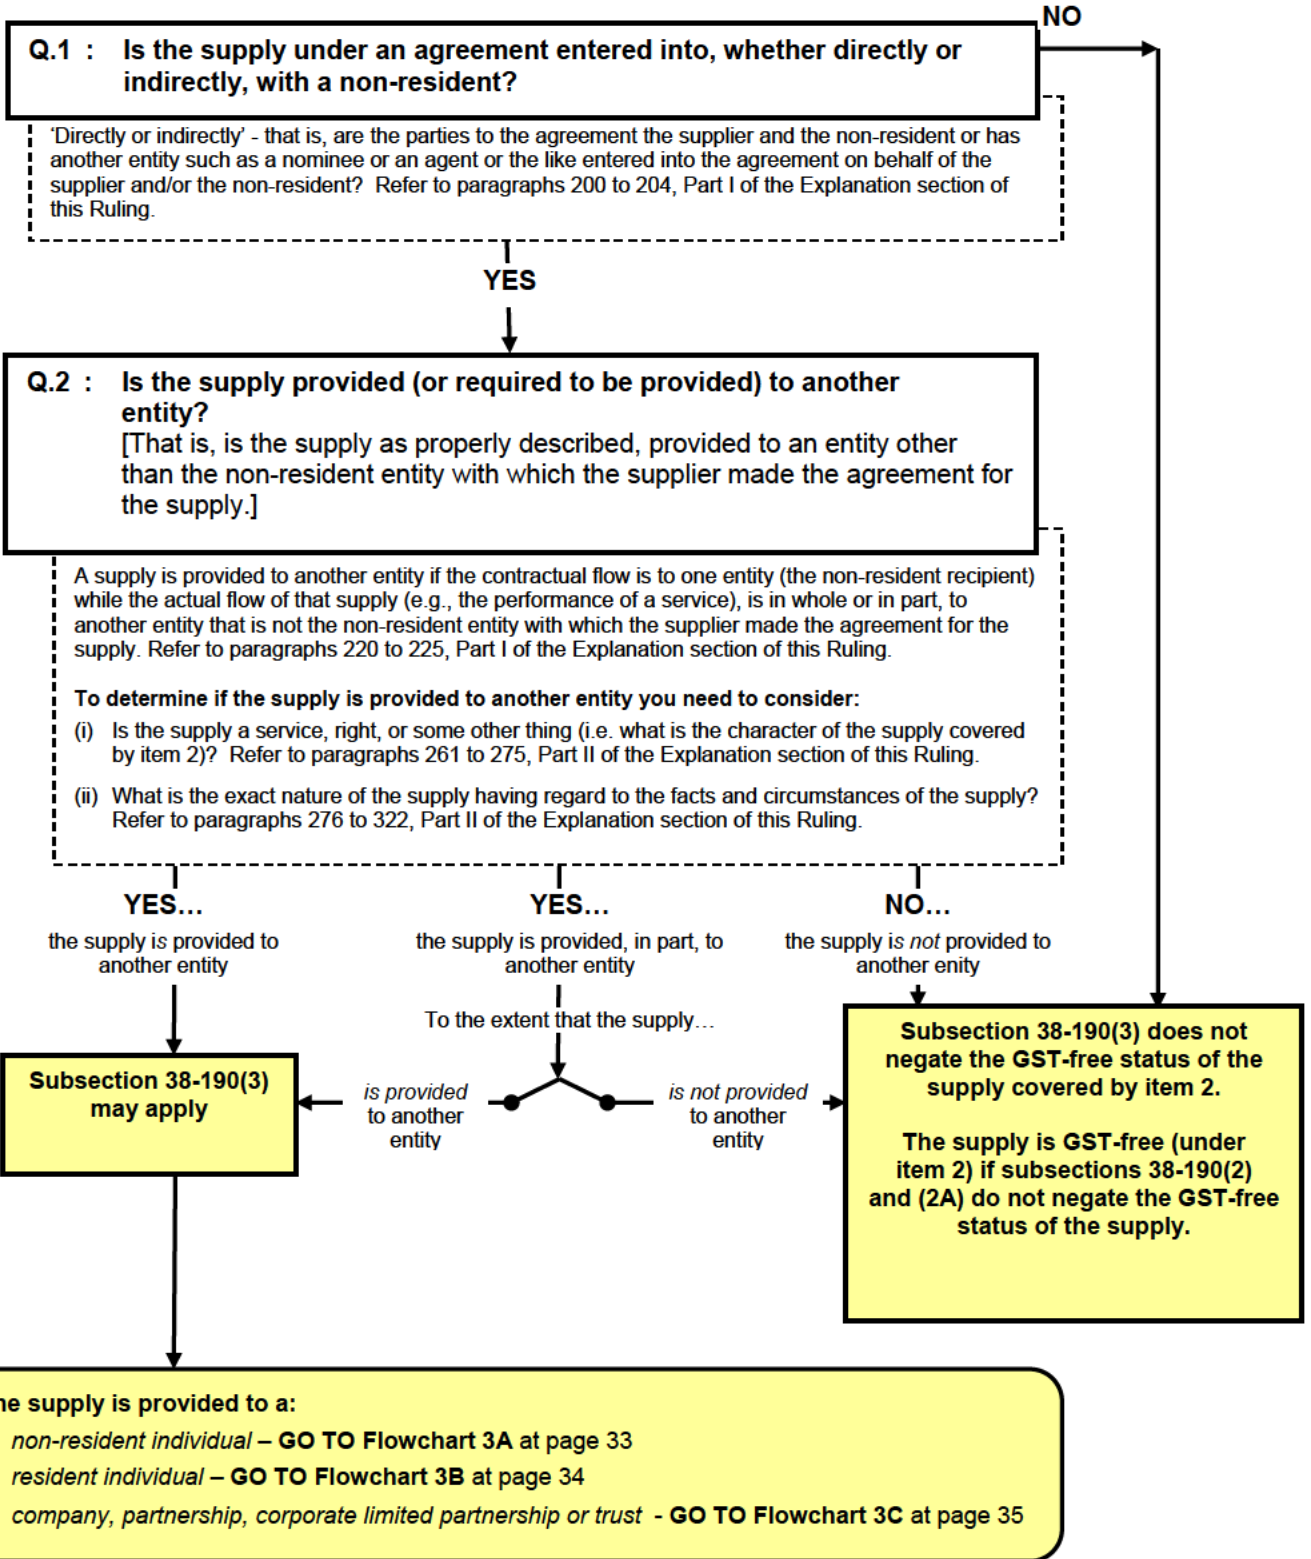 NO
Q.1 : Is the supply under an agreement entered into, whether directly or
indirectly, with a non-resident?
'Directly or indirectly' - that is, are the parties to the agreement the supplier and the non-resident or has
another entity such as a nominee or an agent or the like entered into the agreement on behalf of the
supplier and/or the non-resident? Refer to paragraphs 200 to 204, Part I of the Explanation section of
this Ruling.
YES
Q.2 : Is the supply provided (or required to be provided) to another
entity?
[That is, is the supply as properly described, provided to an entity other
than the non-resident entity with which the supplier made the agreement for
the supply.]
A supply is provided to another entity if the contractual flow is to one entity (the non-resident recipient)
while the actual flow of that supply (e.g., the performance of a service), is in whole or in part, to
another entity that is not the non-resident entity with which the supplier made the agreement for the
supply. Refer to paragraphs 220 to 225, Part I of the Explanation section of this Ruling.
To determine if the supply is provided to another entity you need to consider:
(i) Is the supply a service, right, or some other thing (i.e. what is the character of the supply covered
by item 2)? Refer to paragraphs 261 to 275, Part II of the Explanation section of this Ruling.
(ii) What is the exact nature of the supply having regard to the facts and circumstances of the supply?
Refer to paragraphs 276 to 322, Part II of the Explanation section of this Ruling.
YES...
the supply is provided to
another entity
YES...
the supply is provided, in part, to
another entity
NO...
the supply is not provided to
another enity
To the extent that the supply...
Subsection 38-190(3)
may apply
is provided
to another
entity
is not provided
to another
entity
Subsection 38-190(3) does not
negate the GST-free status of the
supply covered by item 2.
The supply is GST-free (under
item 2) if subsections 38-190(2)
and (2A) do not negate the GST-free
status of the supply.
he supply is provided to a:
non-resident individual – GO TO Flowchart 3A at page 33
resident individual – GO TO Flowchart 3B at page 34
company, partnership, corporate limited partnership or trust - GO TO Flowchart 3C at page 35